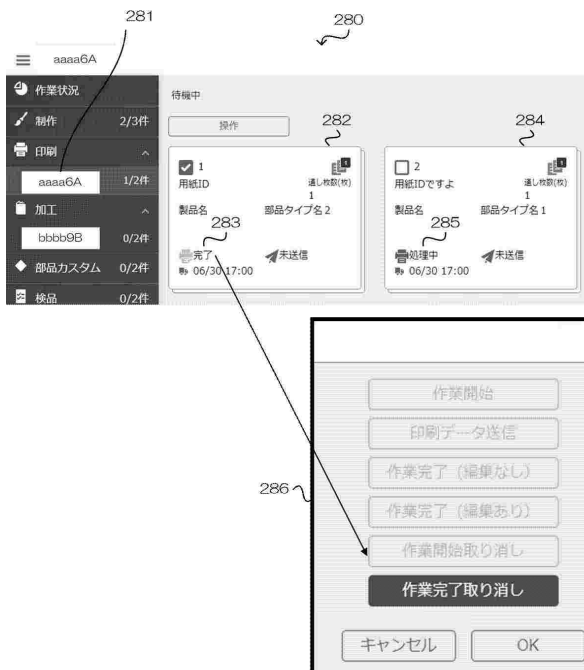 281
280
aaaa6A
作業状況
待機中
制作 2/3件
操作
282
284
印刷
1
2
用紙ID
通し枚数(枚)
用紙IDですよ
通し枚数(枚)
aaaa6A 1/2件
1
1
加工
製品名
部品タイプ名2
製品名
部品タイプ名1
283
285
bbbb9B 0/2件
完了
未送信
処理中
未送信
部品カスタム 0/2件
06/30 17:00
06/30 17:00
検品 0/2件
作業開始
印刷データ送信
作業完了（編集なし）
286
作業完了（編集あり）
作業開始取り消し
作業完了取り消し
キャンセル
OK